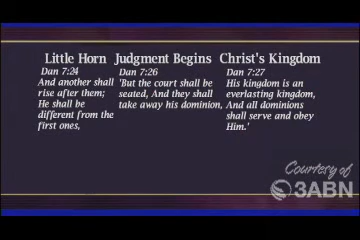 Little Horn
Dan 7:24
And another shall
rise after them;
He shall be
different from the
first ones,
Judgment Begins
Dan 7:26
'But the court shall be
seated, And they shall
take away his dominion,
Christ's Kingdom
Dan 7:27
His kingdom is an
everlasting kingdom,
And all dominions
shall serve and obey
Him.'
Courtesy of
3ABN